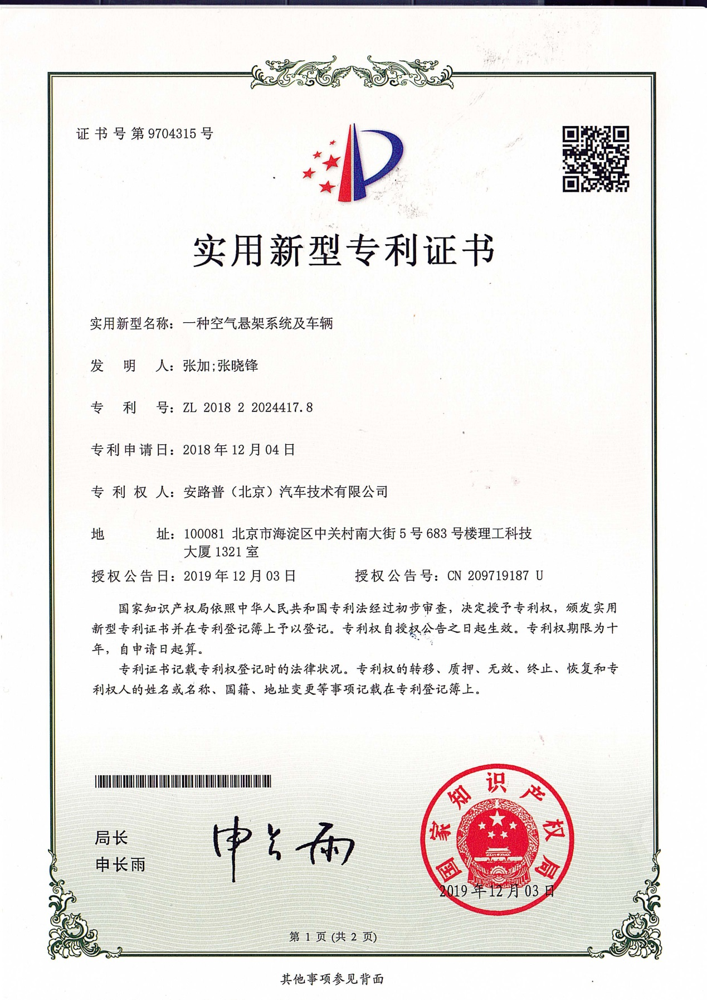 证书号第9704315号
实用新型专利证书
实用新型名称：一种空气悬架系统及车辆
发明人：张加;张晓锋
专利号：ZL 2018 2 2024417.8
专利申请日：2018年12月04日
专利权人：安路普（北京）汽车技术有限公司
地址：100081 北京市海淀区中关村南大街5号683号楼理工科技
大厦1321室
授权公告日：2019年12月03日 授权公告号：CN 209719187 U
国家知识产权局依照中华人民共和国专利法经过初步审查，决定授予专利权，颁发实用
新型专利证书并在专利登记簿上予以登记。专利权自授权公告之日起生效。专利权期限为十
年，自申请日起算。
专利证书记载专利权登记时的法律状况。专利权的转移、质押、无效、终止、恢复和专
利权人的姓名或名称、国籍、地址变更等事项记载在专利登记簿上。
局长
申长雨
申长雨
国家知识产权局
2019年12月03日
第 1 页 (共 2 页)
其他事项参见背面